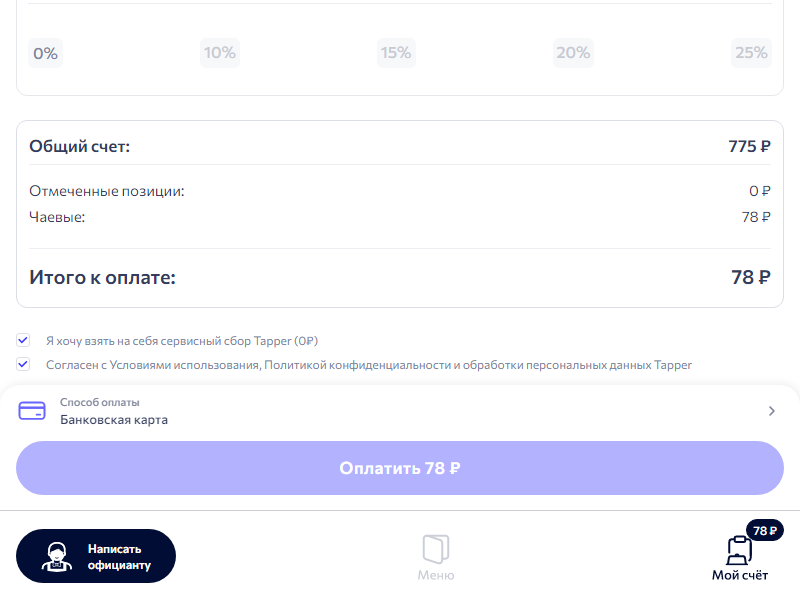 0% 10% 15% 20% 25%
Общий счет: 775 ₽
Отмеченные позиции: 0 ₽
Чаевые: 78 ₽
Итого к оплате: 78 ₽
Я хочу взять на себя сервисный сбор Tapper (0₽)
Согласен с Условиями использования, Политикой конфиденциальности и обработки персональных данных Tapper
Способ оплаты
Банковская карта
Оплатить 78 ₽
Написать
официанту
Меню
78 ₽
Мой счёт